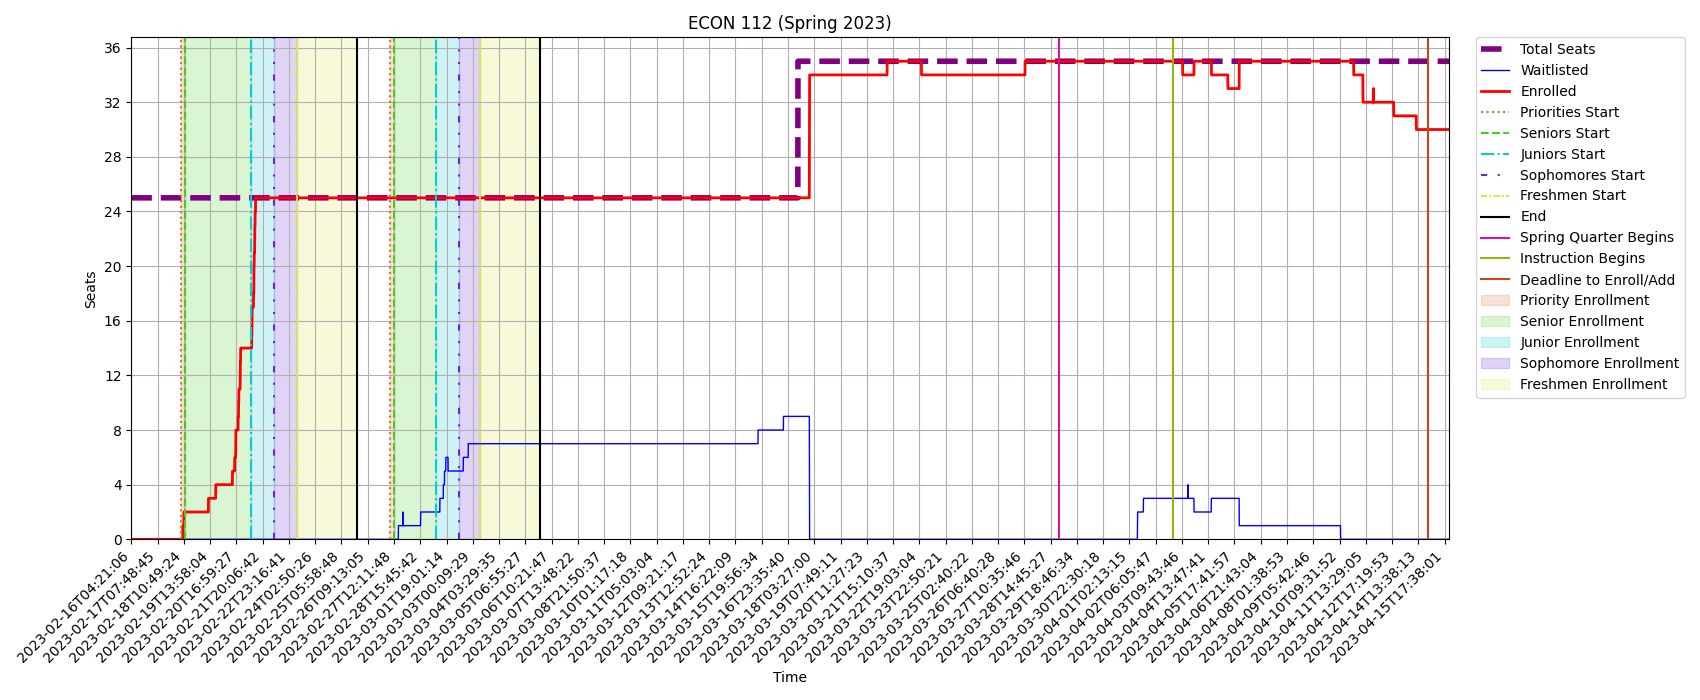 ECON 112 (Spring 2023)
36
32
28
24
20
16
12
8
4
0
Seats
2023-02-16T04:21:06
2023-02-17T07:48:45
2023-02-18T10:49:24
2023-02-19T13:58:04
2023-02-20T16:59:27
2023-02-21T20:06:42
2023-02-22T23:16:41
2023-02-24T02:50:26
2023-02-25T05:58:48
2023-02-26T09:13:05
2023-02-27T12:11:48
2023-02-28T15:45:42
2023-03-01T19:01:14
2023-03-03T00:09:29
2023-03-04T03:29:35
2023-03-05T06:55:27
2023-03-06T10:21:47
2023-03-07T13:48:22
2023-03-08T21:50:37
2023-03-10T01:17:18
2023-03-11T05:03:04
2023-03-12T09:21:17
2023-03-13T12:52:24
2023-03-14T16:22:09
2023-03-15T19:56:34
2023-03-16T23:35:40
2023-03-18T03:27:00
2023-03-19T07:49:11
2023-03-20T11:27:23
2023-03-21T15:10:37
2023-03-22T19:03:04
2023-03-23T22:50:21
2023-03-25T02:40:22
2023-03-26T06:40:28
2023-03-27T10:35:46
2023-03-28T14:45:27
2023-03-29T18:46:34
2023-03-30T22:30:18
2023-04-01T02:13:15
2023-04-02T06:05:47
2023-04-03T09:43:46
2023-04-04T13:47:41
2023-04-05T17:41:57
2023-04-06T21:43:04
2023-04-08T01:38:53
2023-04-09T05:42:46
2023-04-10T09:31:52
2023-04-11T13:29:05
2023-04-12T17:19:53
2023-04-14T13:38:13
2023-04-15T17:38:01
Time
Total Seats
Waitlisted
Enrolled
Priorities Start
Seniors Start
Juniors Start
Sophomores Start
Freshmen Start
End
Spring Quarter Begins
Instruction Begins
Deadline to Enroll/Add
Priority Enrollment
Senior Enrollment
Junior Enrollment
Sophomore Enrollment
Freshmen Enrollment